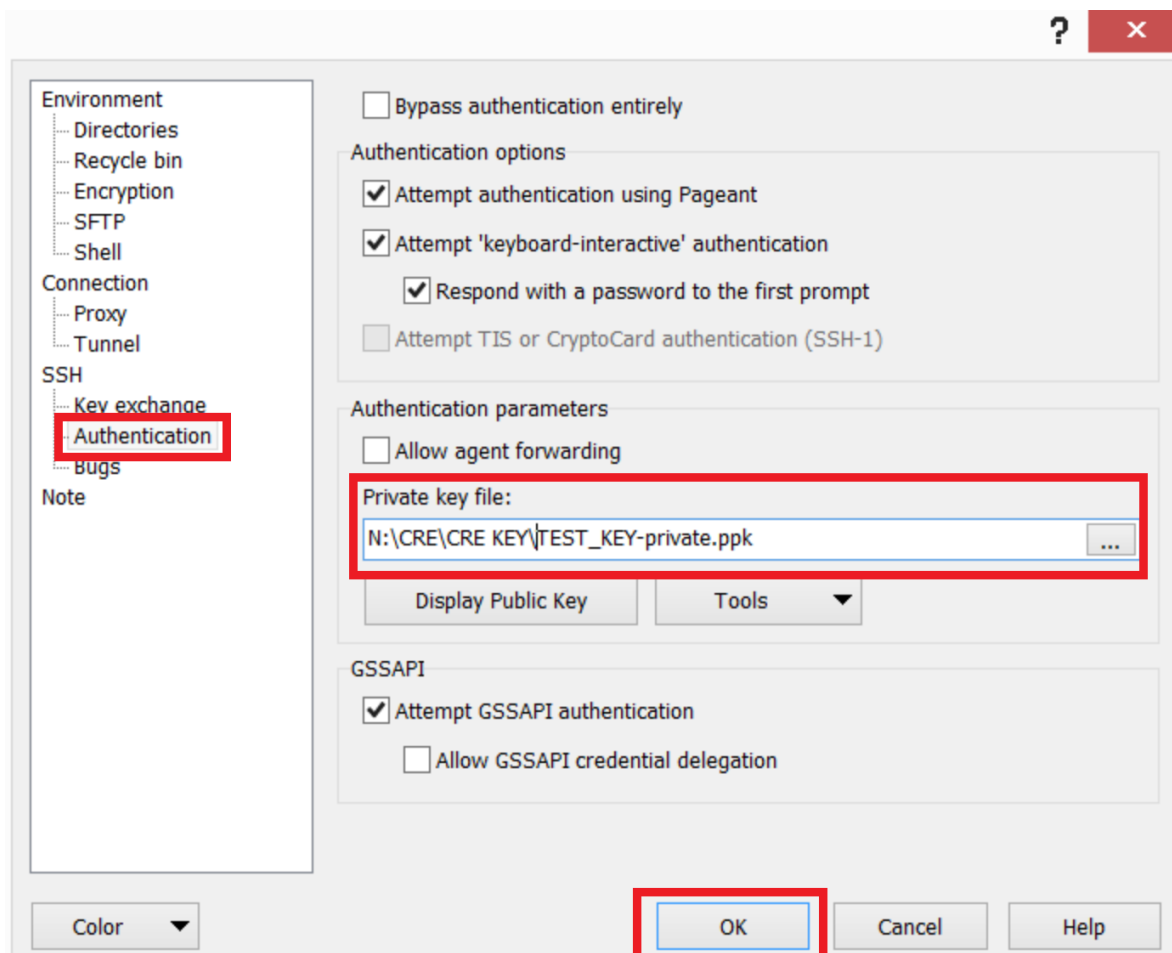 ?
Environment
Directories
Recycle bin
Encryption
SFTP
Shell
Connection
Proxy
Tunnel
SSH
Key exchange
Authentication
Bugs
Note
Bypass authentication entirely
Authentication options
Attempt authentication using Pageant
Attempt 'keyboard-interactive' authentication
Respond with a password to the first prompt
Attempt TIS or CryptoCard authentication (SSH-1)
Authentication parameters
Allow agent forwarding
Private key file:
N:\CRE\CRE KEY\TEST_KEY-private.ppk
...
Display Public Key
Tools
GSSAPI
Attempt GSSAPI authentication
Allow GSSAPI credential delegation
Color
OK
Cancel
Help